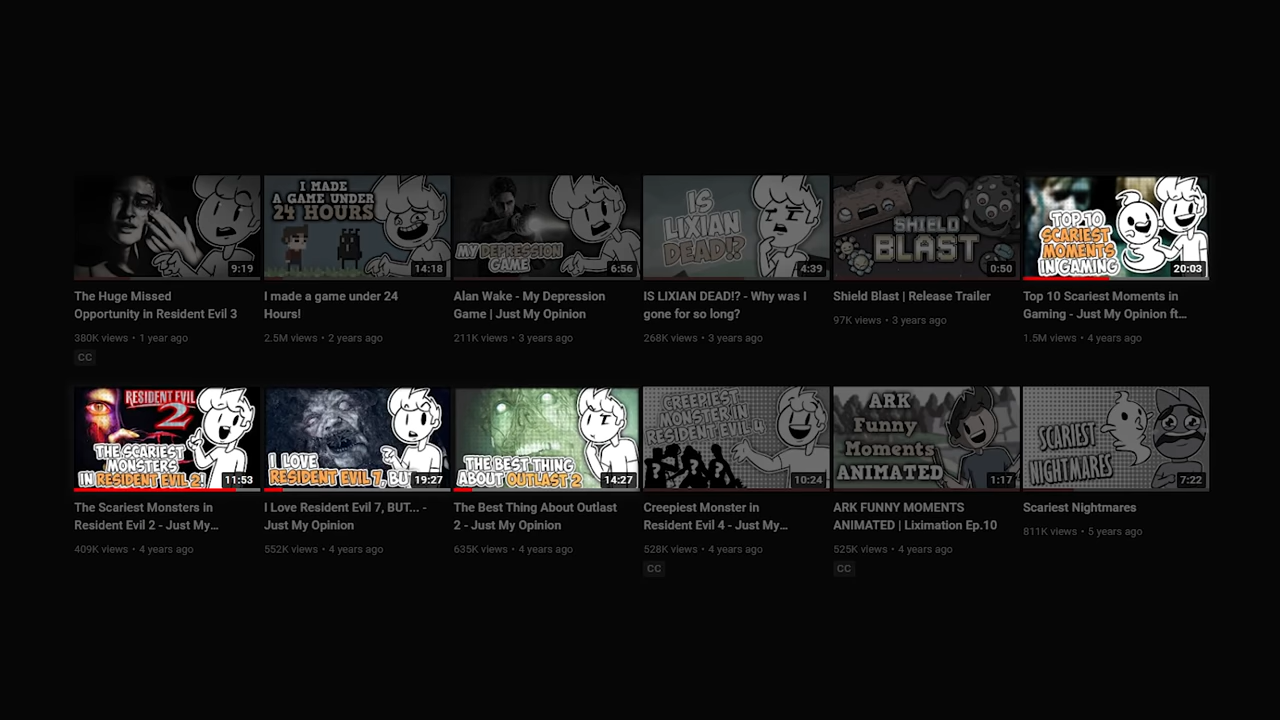 I MADE
A GAME UNDER
24 HOURS
MY DEPRESSION
GAME
IS
LIXIAN
DEAD!?
SHIELD
BLAST
TOP 10
SCARIEST
MOMENTS
IN GAMING
9:19
14:18
6:56
4:39
0:50
20:03
The Huge Missed
Opportunity in Resident Evil 3
380K views • 1 year ago
CC
I made a game under 24
Hours!
2.5M views • 2 years ago
Alan Wake - My Depression
Game | Just My Opinion
211K views • 3 years ago
IS LIXIAN DEAD!? - Why was I
gone for so long?
268K views • 3 years ago
Shield Blast | Release Trailer
97K views • 3 years ago
Top 10 Scariest Moments in
Gaming - Just My Opinion ft...
1.5M views • 4 years ago
RESIDENT EVIL
2
THE SCARIEST
MONSTERS
IN RESIDENT EVIL 2!
11:53
I LOVE
RESIDENT EVIL 7, BU
19:27
THE BEST THING
ABOUT OUTLAST 2
14:27
CREEPIEST
MONSTER IN
RESIDENT EVIL 4
? ? ?
10:24
ARK
Funny
Moments
ANIMATED
1:17
SCARIEST
NIGHTMARES
7:22
The Scariest Monsters in
Resident Evil 2 - Just My...
409K views • 4 years ago
I Love Resident Evil 7, BUT... -
Just My Opinion
552K views • 4 years ago
The Best Thing About Outlast
2 - Just My Opinion
635K views • 4 years ago
Creepiest Monster in
Resident Evil 4 - Just My...
528K views • 4 years ago
CC
ARK FUNNY MOMENTS
ANIMATED | Liximation Ep.10
525K views • 4 years ago
CC
Scariest Nightmares
811K views • 5 years ago